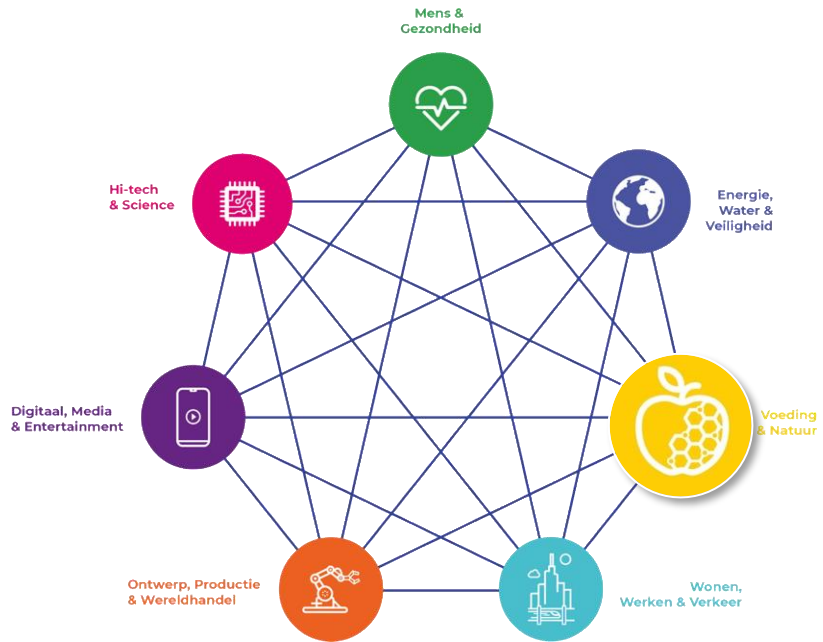 Mens &
Gezondheid
Hi-tech
& Science
Energie,
Water &
Veiligheid
Digitaal, Media
& Entertainment
Voeding
& Natuur
Ontwerp, Productie
& Wereldhandel
Wonen,
Werken & Verkeer